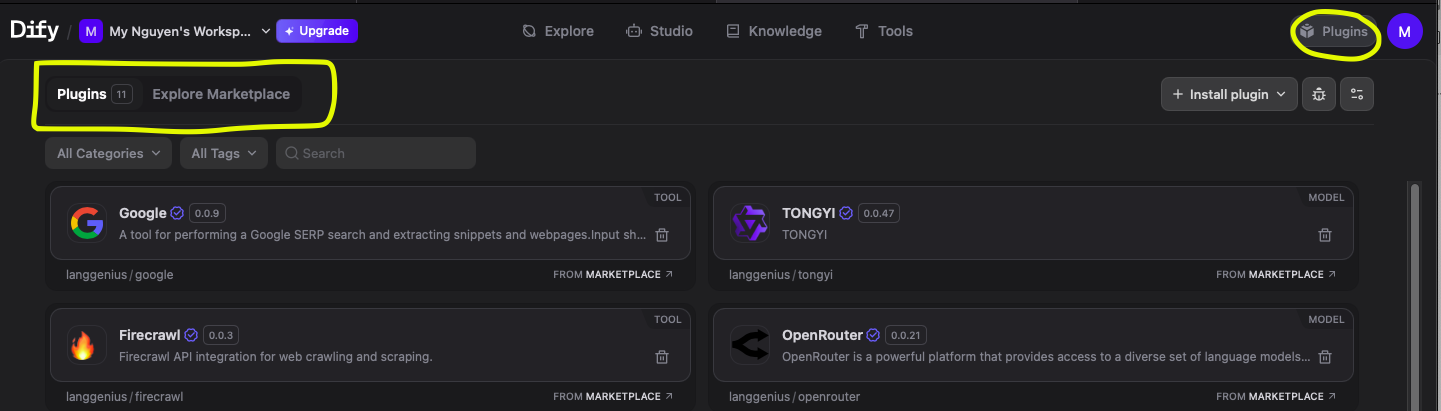 Dify / M My Nguyen's Worksp... Upgrade Explore Studio Knowledge Tools Plugins M
Plugins 11 Explore Marketplace + Install plugin
All Categories All Tags Search
TOOL
Google 0.0.9
A tool for performing a Google SERP search and extracting snippets and webpages.Input sh...
langgenius / google FROM MARKETPLACE
MODEL
TONGYI 0.0.47
TONGYI
langgenius / tongyi FROM MARKETPLACE
TOOL
Firecrawl 0.0.3
Firecrawl API integration for web crawling and scraping.
langgenius / firecrawl FROM MARKETPLACE
MODEL
OpenRouter 0.0.21
OpenRouter is a powerful platform that provides access to a diverse set of language models...
langgenius / openrouter FROM MARKETPLACE